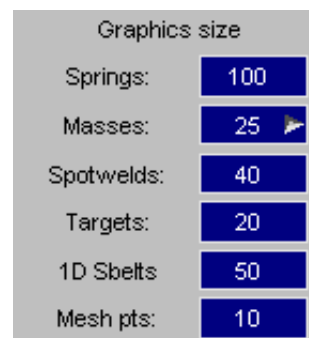 Graphics size
Springs: 100
Masses: 25
Spotwelds: 40
Targets: 20
1D Sbelts 50
Mesh pts: 10